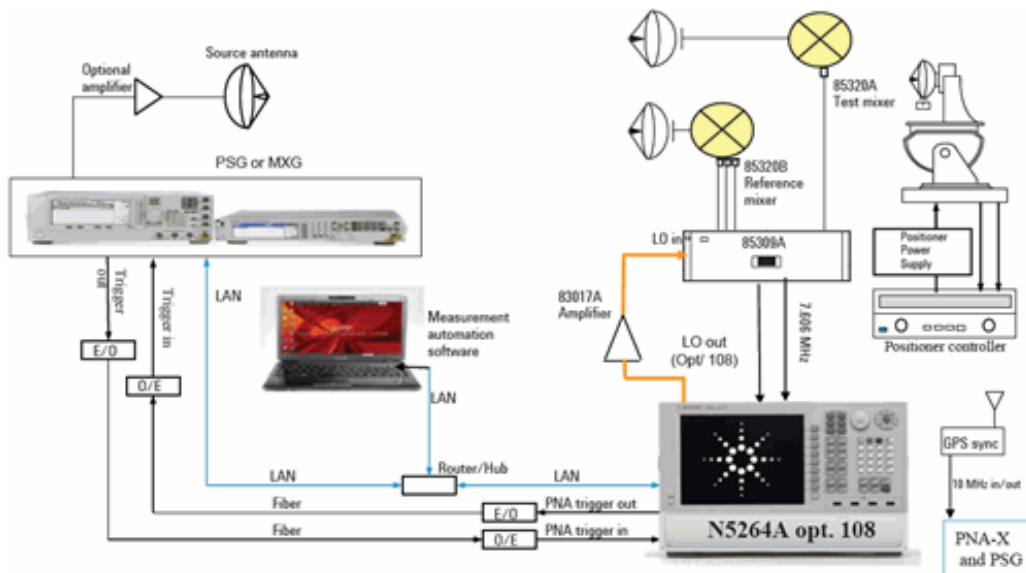 Source antenna
Optional
amplifier
PSG or MXG
Trigger
out
Trigger in
LAN
E/O
O/E
Measurement
automation
software
LAN
LAN
Router/Hub
LAN
Fiber
E/O
PNA trigger out
Fiber
O/E
PNA trigger in
85320A
Test mixer
85320B
Reference
mixer
LO in
85309A
83017A
Amplifier
LO out
(Opt/ 108)
7.606 MHz
N5264A opt. 108
Positioner
Power
Supply
Positioner controller
GPS sync
10 MHz in/out
PNA-X
and PSG